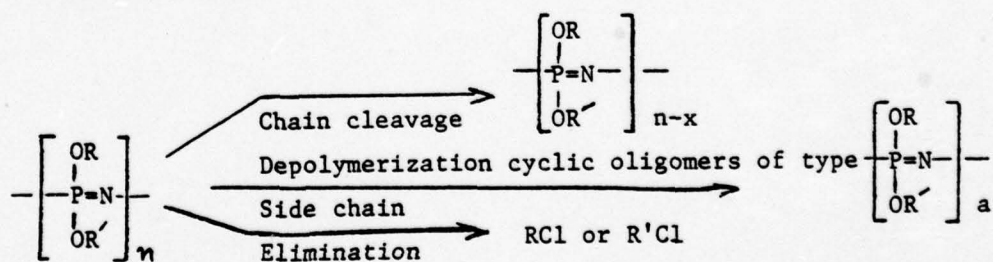 OR
-P=N-
OR'
n-x
Chain cleavage
Depolymerization cyclic oligomers of type
OR
-P=N-
OR'
a
OR
-P=N-
OR'
n
Side chain
Elimination
RCl or R'Cl